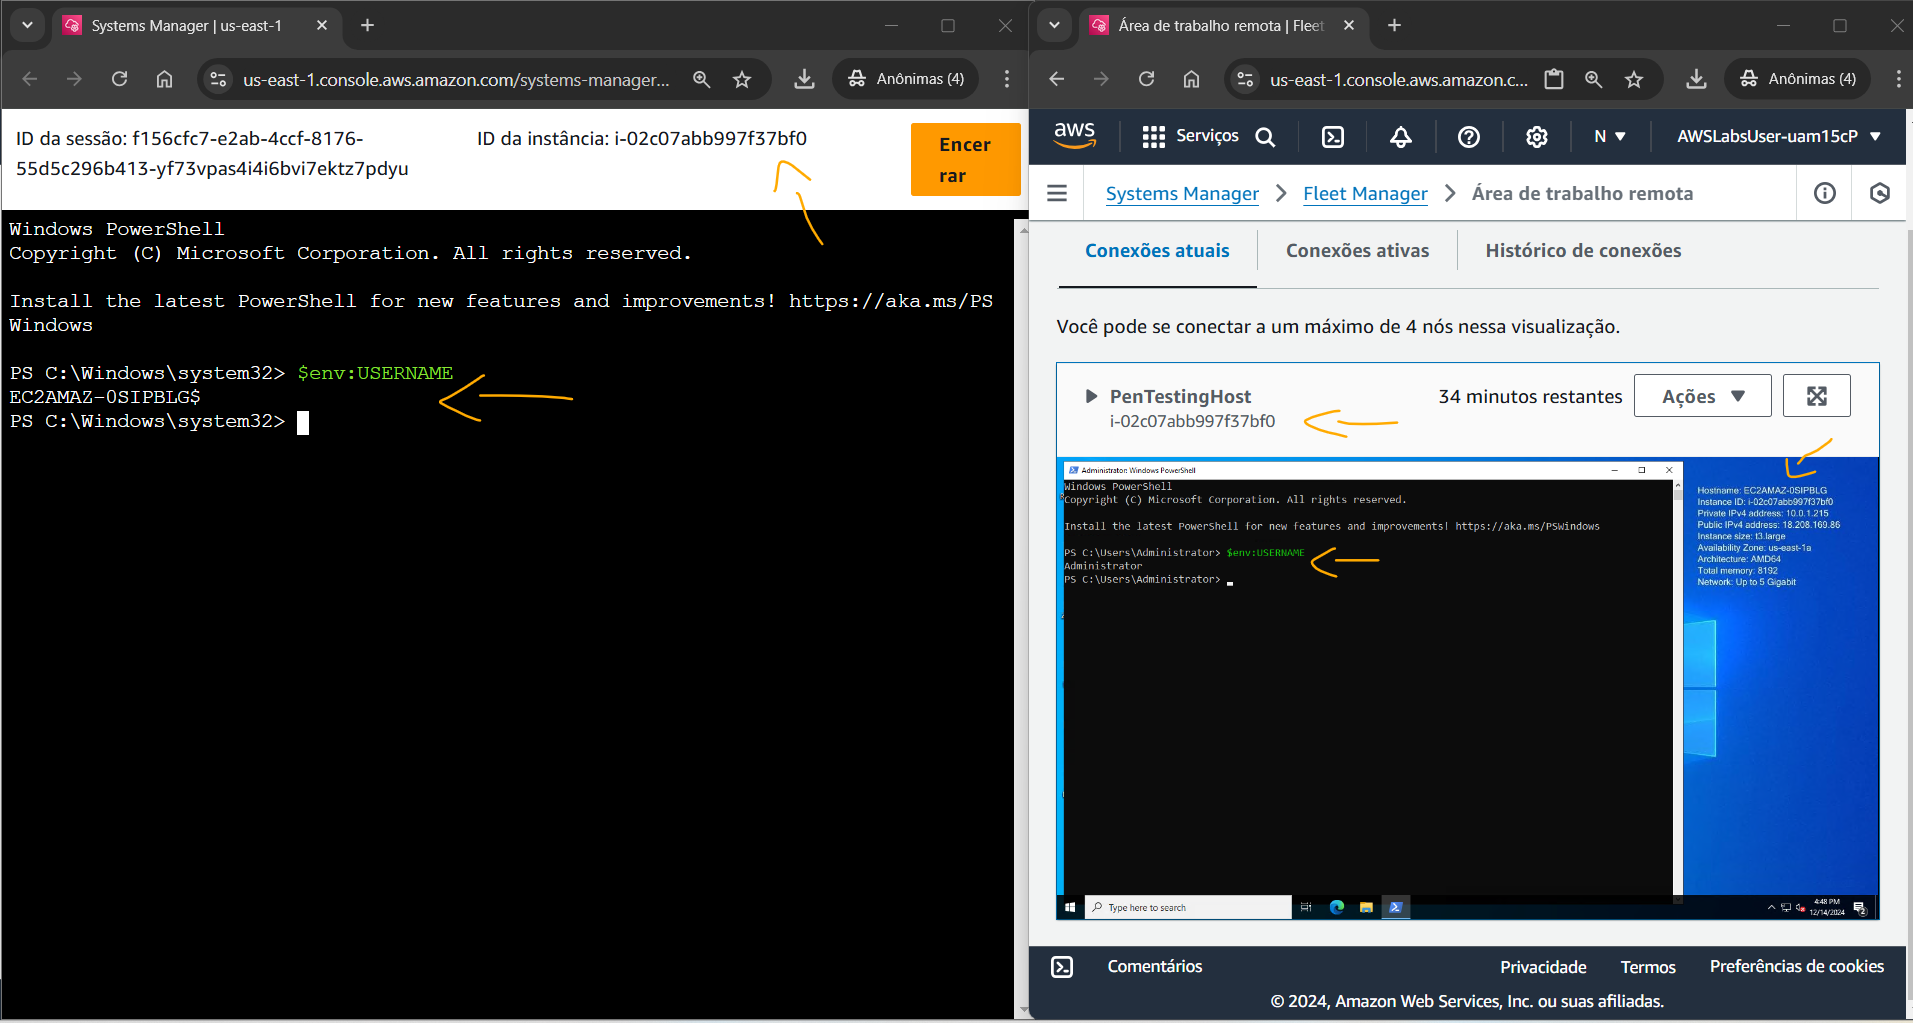 Systems Manager | us-east-1
us-east-1.console.aws.amazon.com/systems-manager...
Anônimas (4)
ID da sessão: f156cfc7-e2ab-4ccf-8176-
55d5c296b413-yf73vpas4i4i6bvi7ektz7pdyu
ID da instância: i-02c07abb997f37bf0
Encer
rar
Windows PowerShell
Copyright (C) Microsoft Corporation. All rights reserved.
Install the latest PowerShell for new features and improvements! https://aka.ms/PS
Windows
PS C:\Windows\system32> $env:USERNAME
EC2AMAZ-0SIPBLG$
PS C:\Windows\system32>
Área de trabalho remota | Fleet
us-east-1.console.aws.amazon.c...
Anônimas (4)
aws
Serviços
N
AWSLabsUser-uam15cP
Systems Manager
Fleet Manager
Área de trabalho remota
Conexões atuais
Conexões ativas
Histórico de conexões
Você pode se conectar a um máximo de 4 nós nessa visualização.
PenTestingHost
i-02c07abb997f37bf0
34 minutos restantes
Ações
Administrator: Windows PowerShell
Windows PowerShell
Copyright (C) Microsoft Corporation. All rights reserved.
Install the latest PowerShell for new features and improvements! https://aka.ms/PSWindows
PS C:\Users\Administrator> $env:USERNAME
Administrator
PS C:\Users\Administrator>
Hostname: EC2AMAZ-0SIPBLG
Instance ID: i-02c07abb997f37bf0
Private IPv4 address: 10.0.1.215
Public IPv4 address: 18.208.169.86
Instance size: t3.large
Availability Zone: us-east-1a
Architecture: AMD64
Total memory: 8192
Network: Up to 5 Gigabit
Type here to search
4:48 PM
12/14/2024
2
Comentários
Privacidade
Termos
Preferências de cookies
© 2024, Amazon Web Services, Inc. ou suas afiliadas.